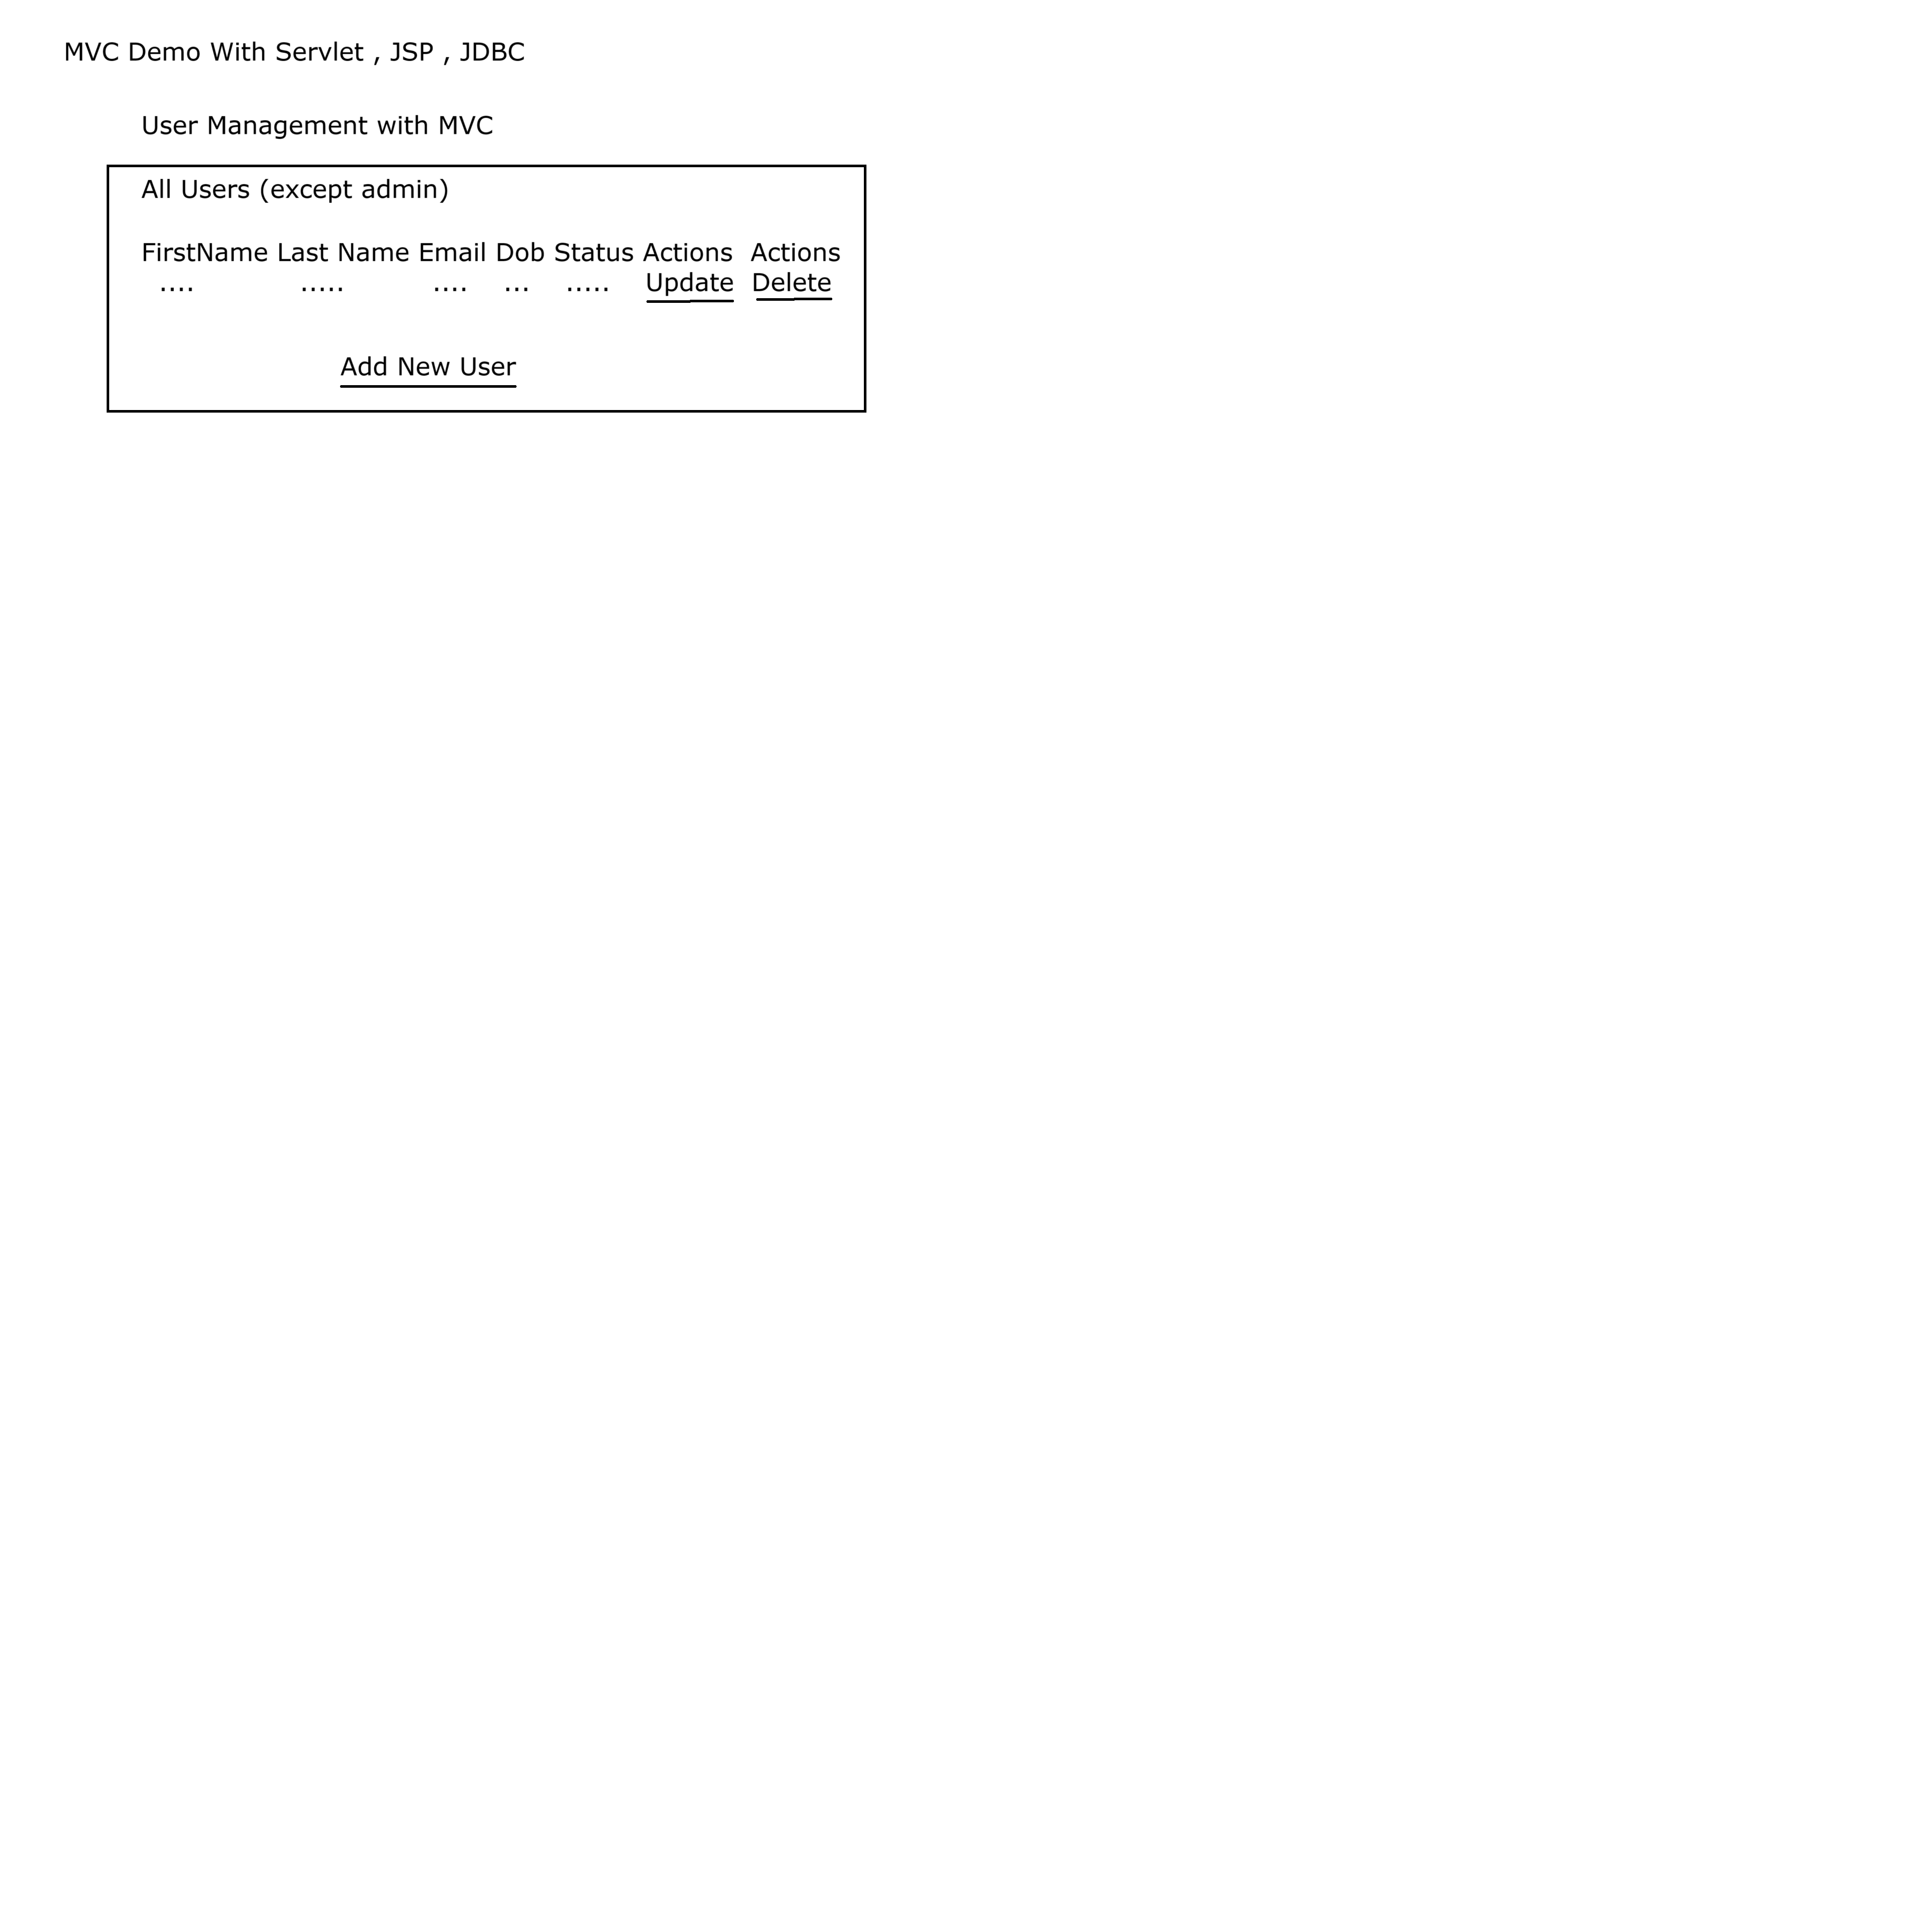 MVC Demo With Servlet , JSP , JDBC
User Management with MVC
All Users (except admin)
FirstName Last Name Email Dob Status Actions Actions
.... ..... .... ... ..... Update Delete
Add New User